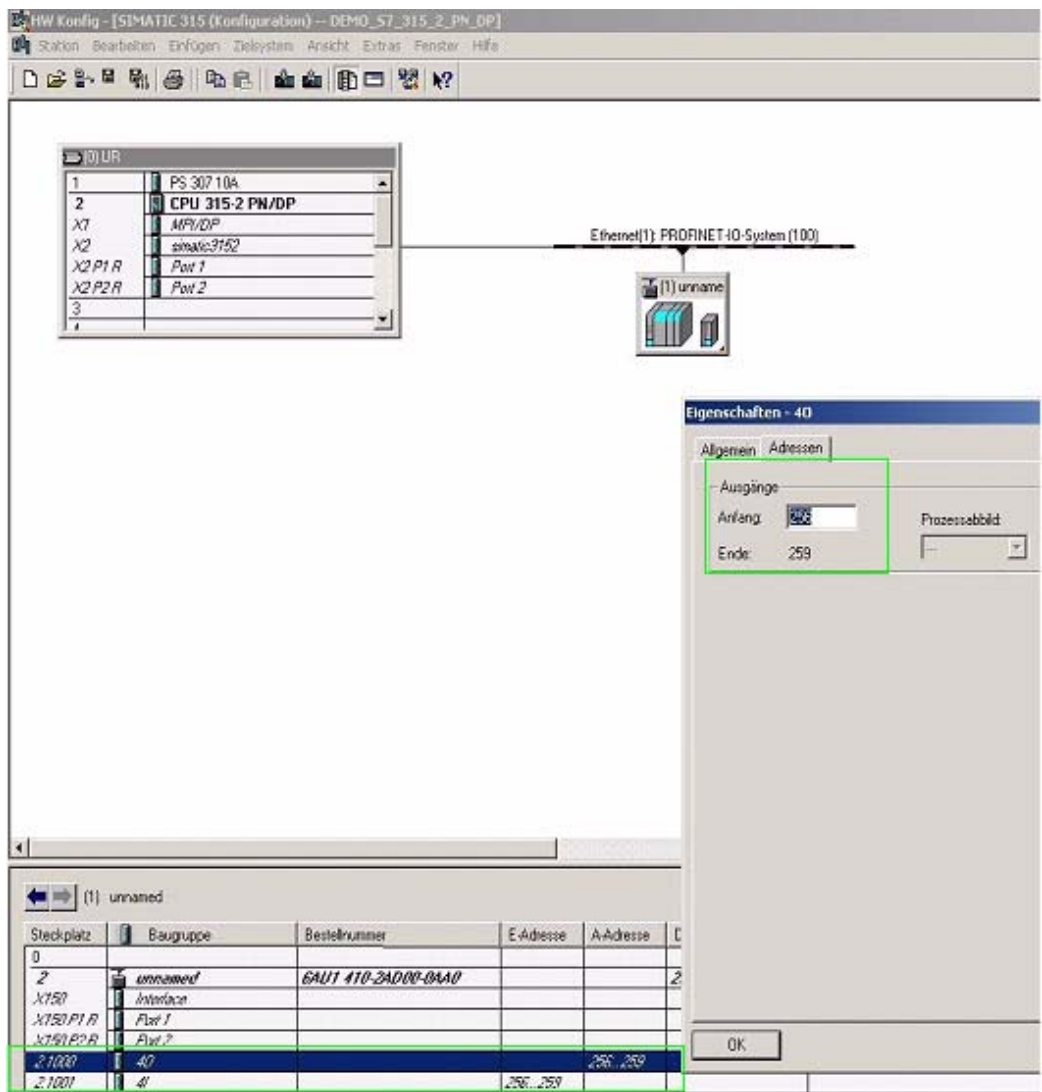 HW Konfig - [SIMATIC 315 (Konfiguration) -- DEMO_S7_315_2_PN_DP]
Station Bearbeiten Einfügen Zielsystem Ansicht Extras Fenster Hilfe
(0) UR
1 PS 307 10A
2 CPU 315-2 PN/DP
X1 MPI/DP
X2 simatic3152
X2 P1 R Port 1
X2 P2 R Port 2
3
4
Ethernet(1): PROFINET-IO-System (100)
(1) unname
Eigenschaften - 4O
Allgemein Adressen
Ausgänge
Anfang: 256
Prozessabbild:
Ende: 259
---
(1) unnamed
Steckplatz Baugruppe Bestellnummer E-Adresse A-Adresse D
0
2 unnamed 6AU1 410-2AD00-0AA0 2
X150 Interface
X150 P1 R Port 1
X150 P2 R Port 2
2.1000 4O 256...259
2.1001 4I 256...259
OK